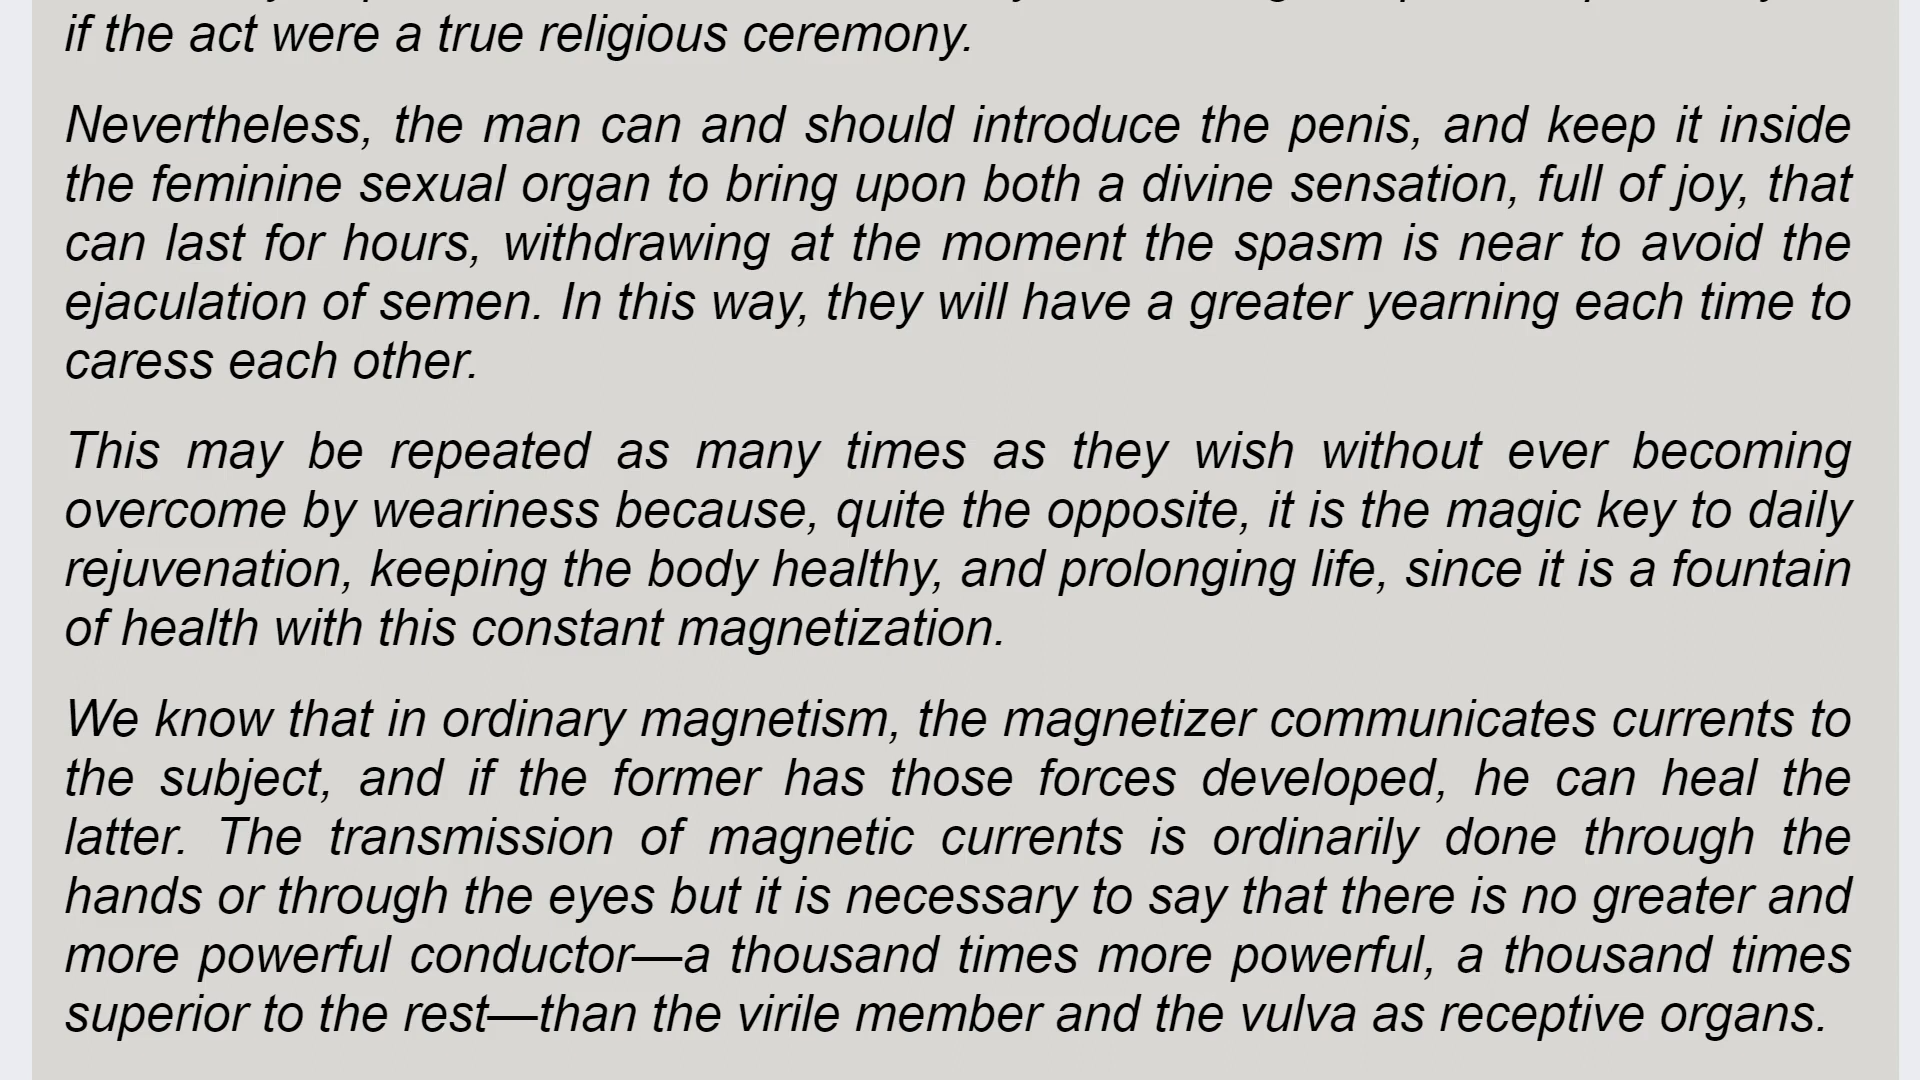 if the act were a true religious ceremony.
Nevertheless, the man can and should introduce the penis, and keep it inside
the feminine sexual organ to bring upon both a divine sensation, full of joy, that
can last for hours, withdrawing at the moment the spasm is near to avoid the
ejaculation of semen. In this way, they will have a greater yearning each time to
caress each other.
This may be repeated as many times as they wish without ever becoming
overcome by weariness because, quite the opposite, it is the magic key to daily
rejuvenation, keeping the body healthy, and prolonging life, since it is a fountain
of health with this constant magnetization.
We know that in ordinary magnetism, the magnetizer communicates currents to
the subject, and if the former has those forces developed, he can heal the
latter. The transmission of magnetic currents is ordinarily done through the
hands or through the eyes but it is necessary to say that there is no greater and
more powerful conductor—a thousand times more powerful, a thousand times
superior to the rest—than the virile member and the vulva as receptive organs.